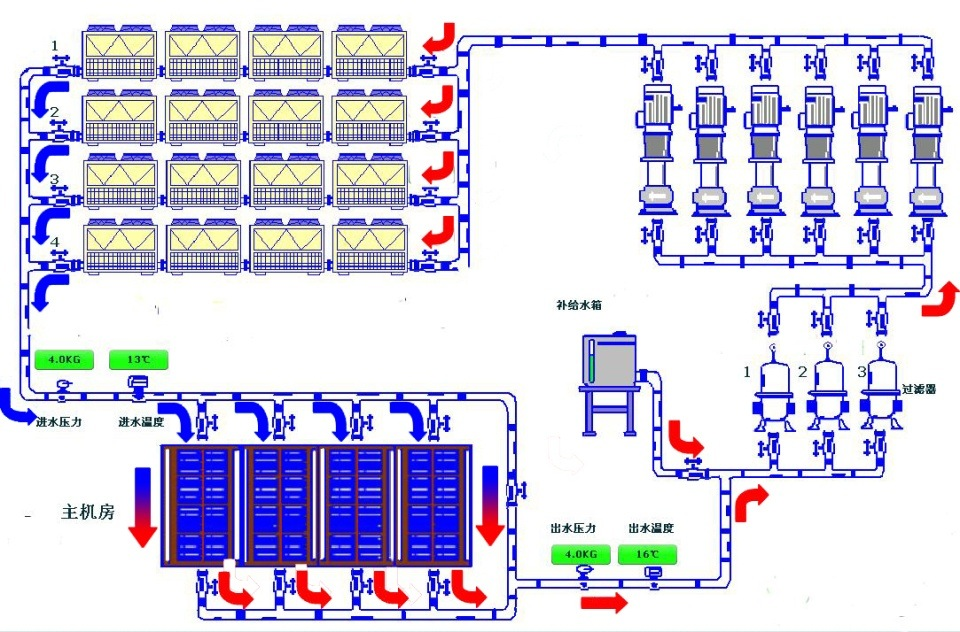 1
2
3
4
补给水箱
4.0KG
13℃
1
2
3
过滤器
进水压力
进水温度
主机房
出水压力
出水温度
4.0KG
16℃